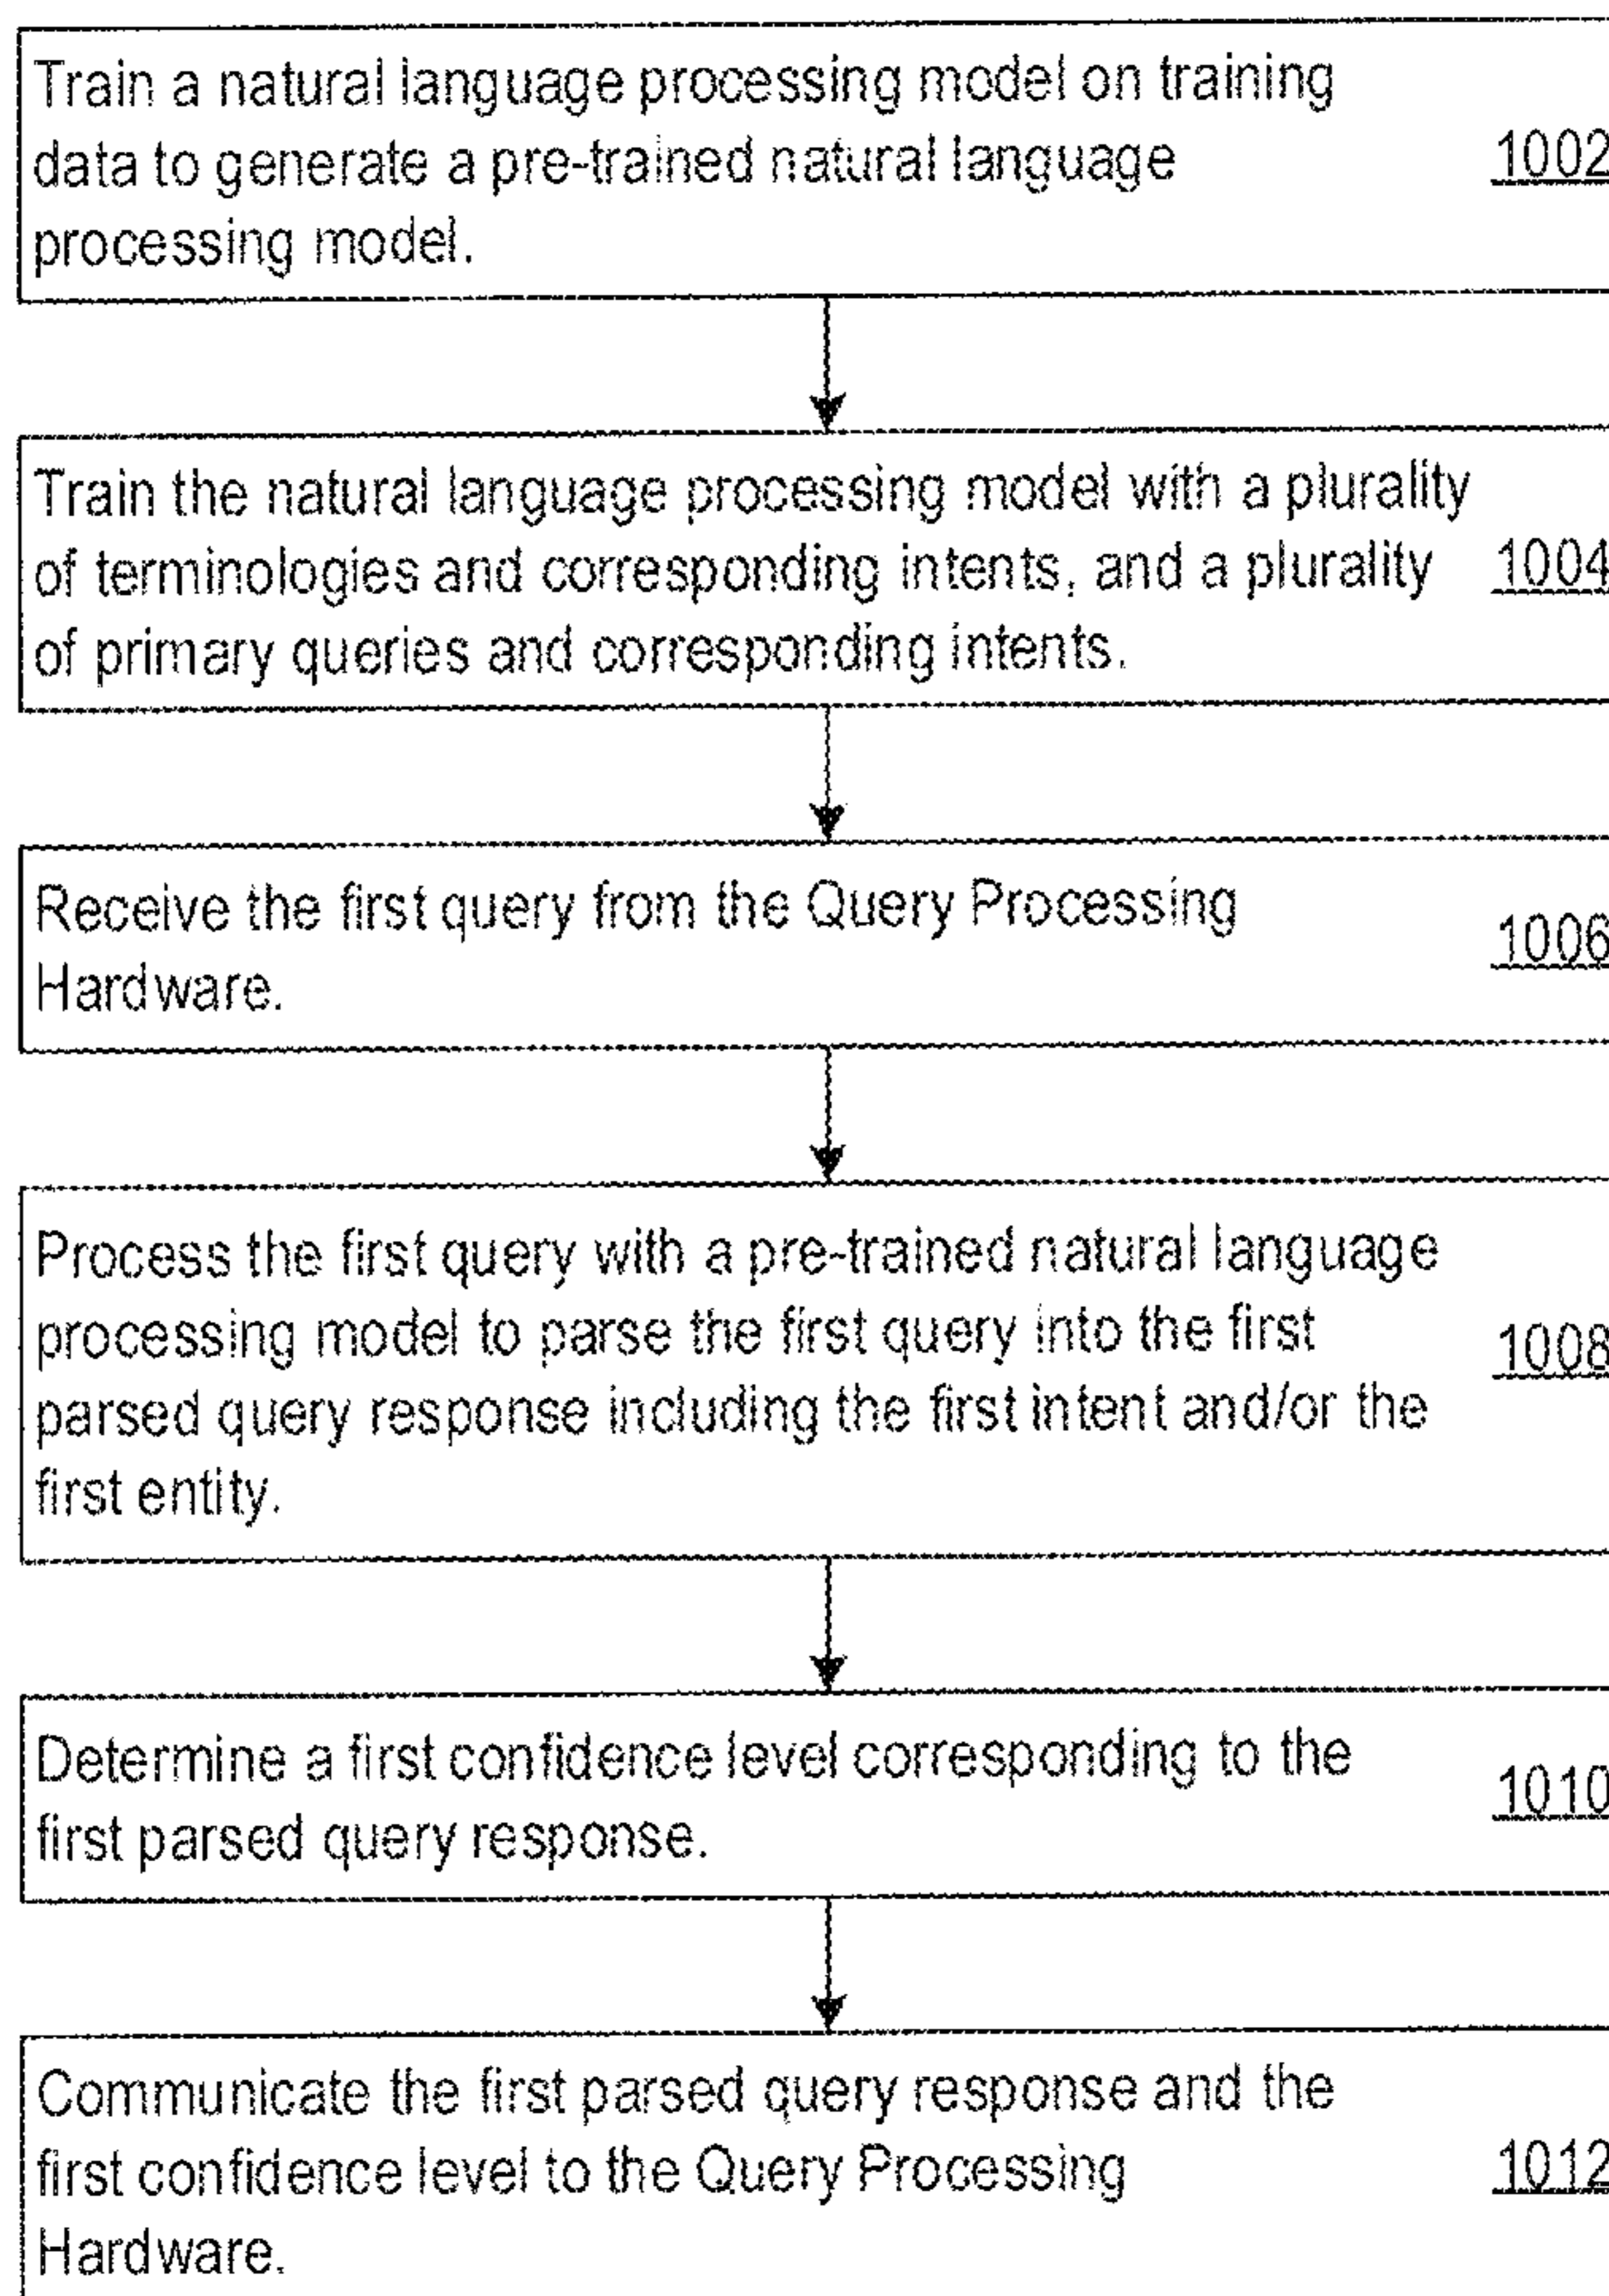 Train a natural language processing model on training
data to generate a pre-trained natural language 1002
processing model.
Train the natural language processing model with a plurality
of terminologies and corresponding intents, and a plurality 1004
of primary queries and corresponding intents.
Receive the first query from the Query Processing
1006
Hardware.
Process the first query with a pre-trained natural language
processing model to parse the first query into the first 1008
parsed query response including the first intent and/or the
first entity.
Determine a first confidence level corresponding to the
1010
first parsed query response.
Communicate the first parsed query response and the
first confidence level to the Query Processing 1012
Hardware.